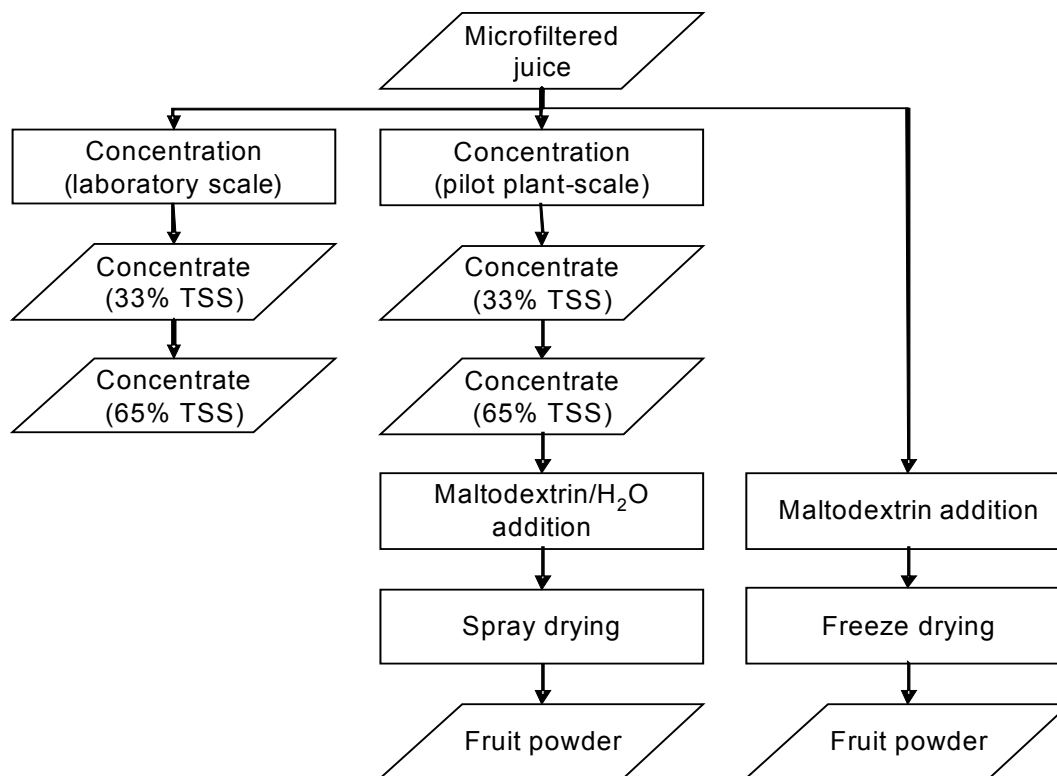 Microfiltered
juice
Concentration
(laboratory scale)
Concentration
(pilot plant-scale)
Concentrate
(33% TSS)
Concentrate
(33% TSS)
Concentrate
(65% TSS)
Concentrate
(65% TSS)
Maltodextrin/H₂O
addition
Maltodextrin addition
Spray drying
Freeze drying
Fruit powder
Fruit powder